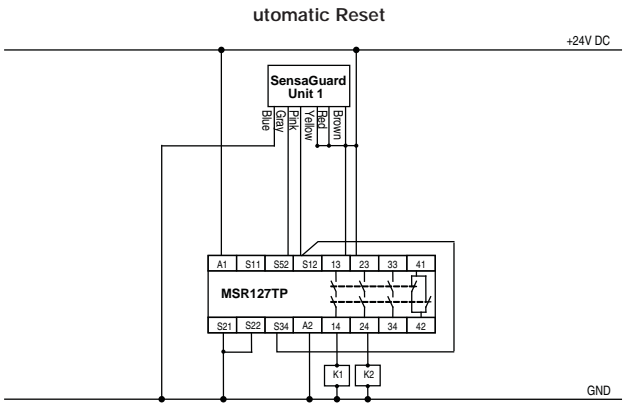 utomatic Reset
+24V DC
SensaGuard
Unit 1
Blue
Gray
Pink
Yellow
Red
Brown
A1 S11 S52 S12 13 23 33 41
MSR127TP
S21 S22 S34 A2 14 24 34 42
K1 K2
GND